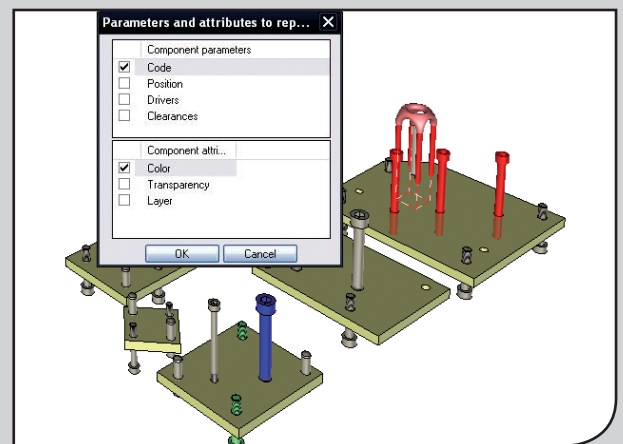 Parameters and attributes to rep...
Component parameters
Code
Position
Drivers
Clearances
Component attri...
Color
Transparency
Layer
OK Cancel